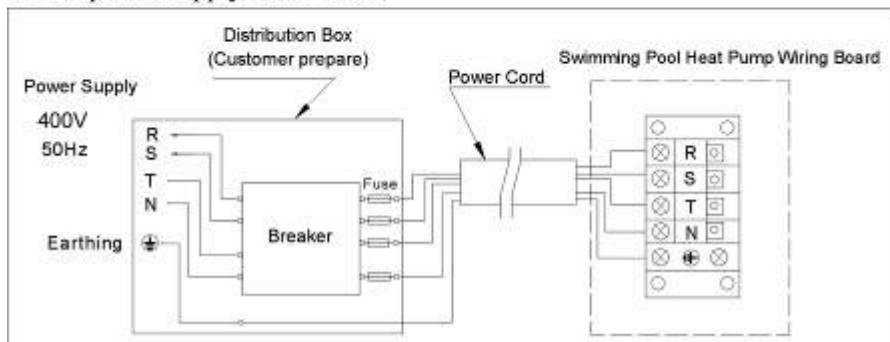 Distribution Box
(Customer prepare)
Swimming Pool Heat Pump Wiring Board
Power Cord
Power Supply
400V
50Hz
R
S
T
N
Fuse
Breaker
Earthing
R
S
T
N